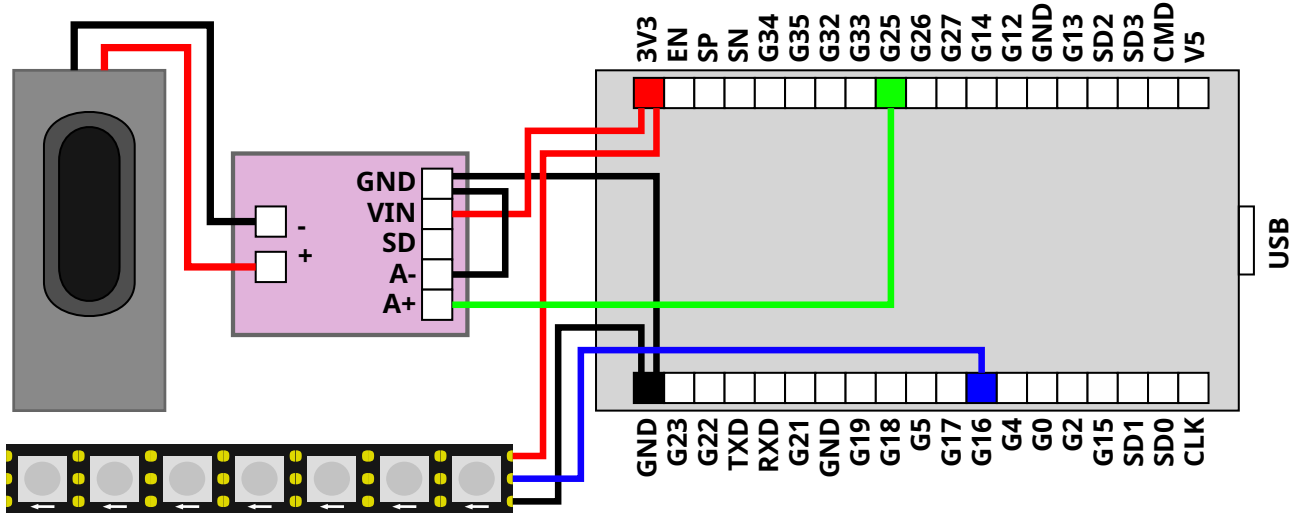 3V3
EN
SP
SN
G34
G35
G32
G33
G25
G26
G27
G14
G12
GND
G13
SD2
SD3
CMD
V5
GND
VIN
SD
A-
A+
-
+
USB
GND
G23
G22
TXD
RXD
G21
GND
G19
G18
G5
G17
G16
G4
G0
G2
G15
SD1
SD0
CLK